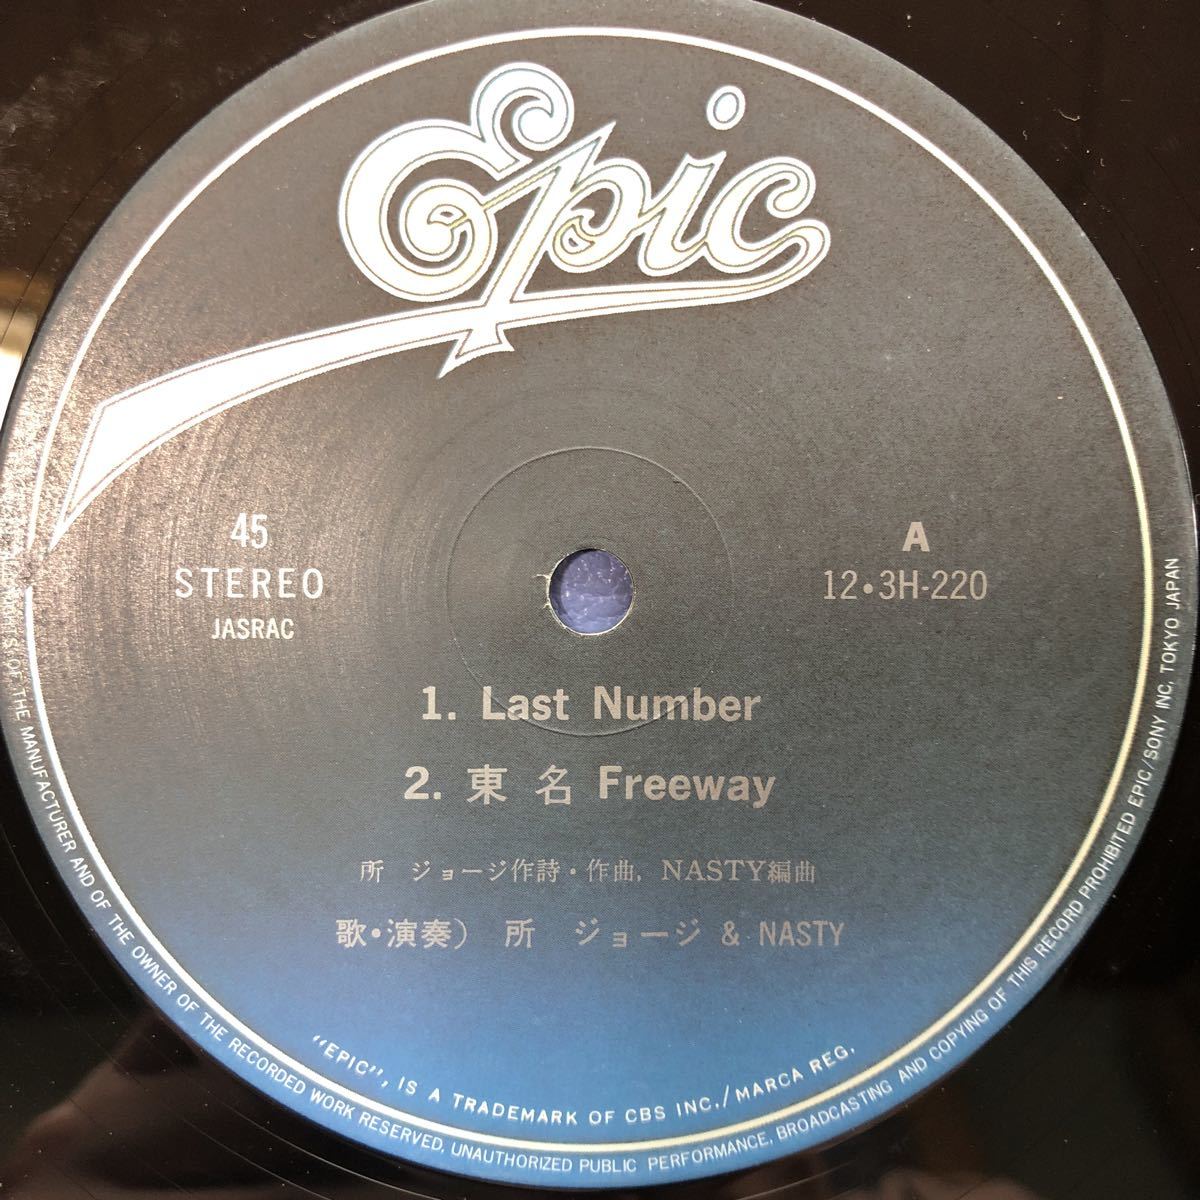 Epic
45
STEREO
JASRAC
A
12・3H-220
1. Last Number
2. 東名 Freeway
所 ジョージ作詩・作曲, NASTY編曲
歌・演奏) 所 ジョージ & NASTY
"EPIC", IS A TRADEMARK OF CBS INC./MARCA REG.
OF THE MANUFACTURER AND OF THE OWNER OF THE RECORDED WORK RESERVED, UNAUTHORIZED PUBLIC PERFORMANCE, BROADCASTING AND COPYING OF THIS RECORD PROHIBITED EPIC/SONY INC, TOKYO JAPAN